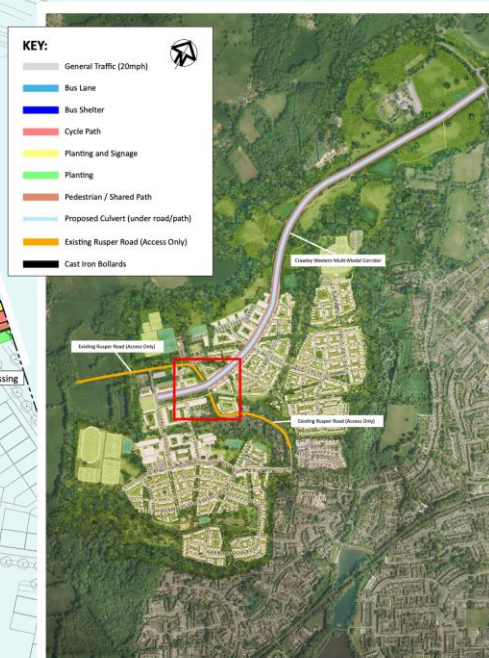 KEY:
General Traffic (20mph)
Bus Lane
Bus Shelter
Cycle Path
Planting and Signage
Planting
Pedestrian / Shared Path
Proposed Culvert (under road/path)
Existing Rusper Road (Access Only)
Cast Iron Bollards
Crawley Western Multi-Modal Corridor
Existing Rusper Road (Access Only)
ssing
Existing Rusper Road (Access Only)